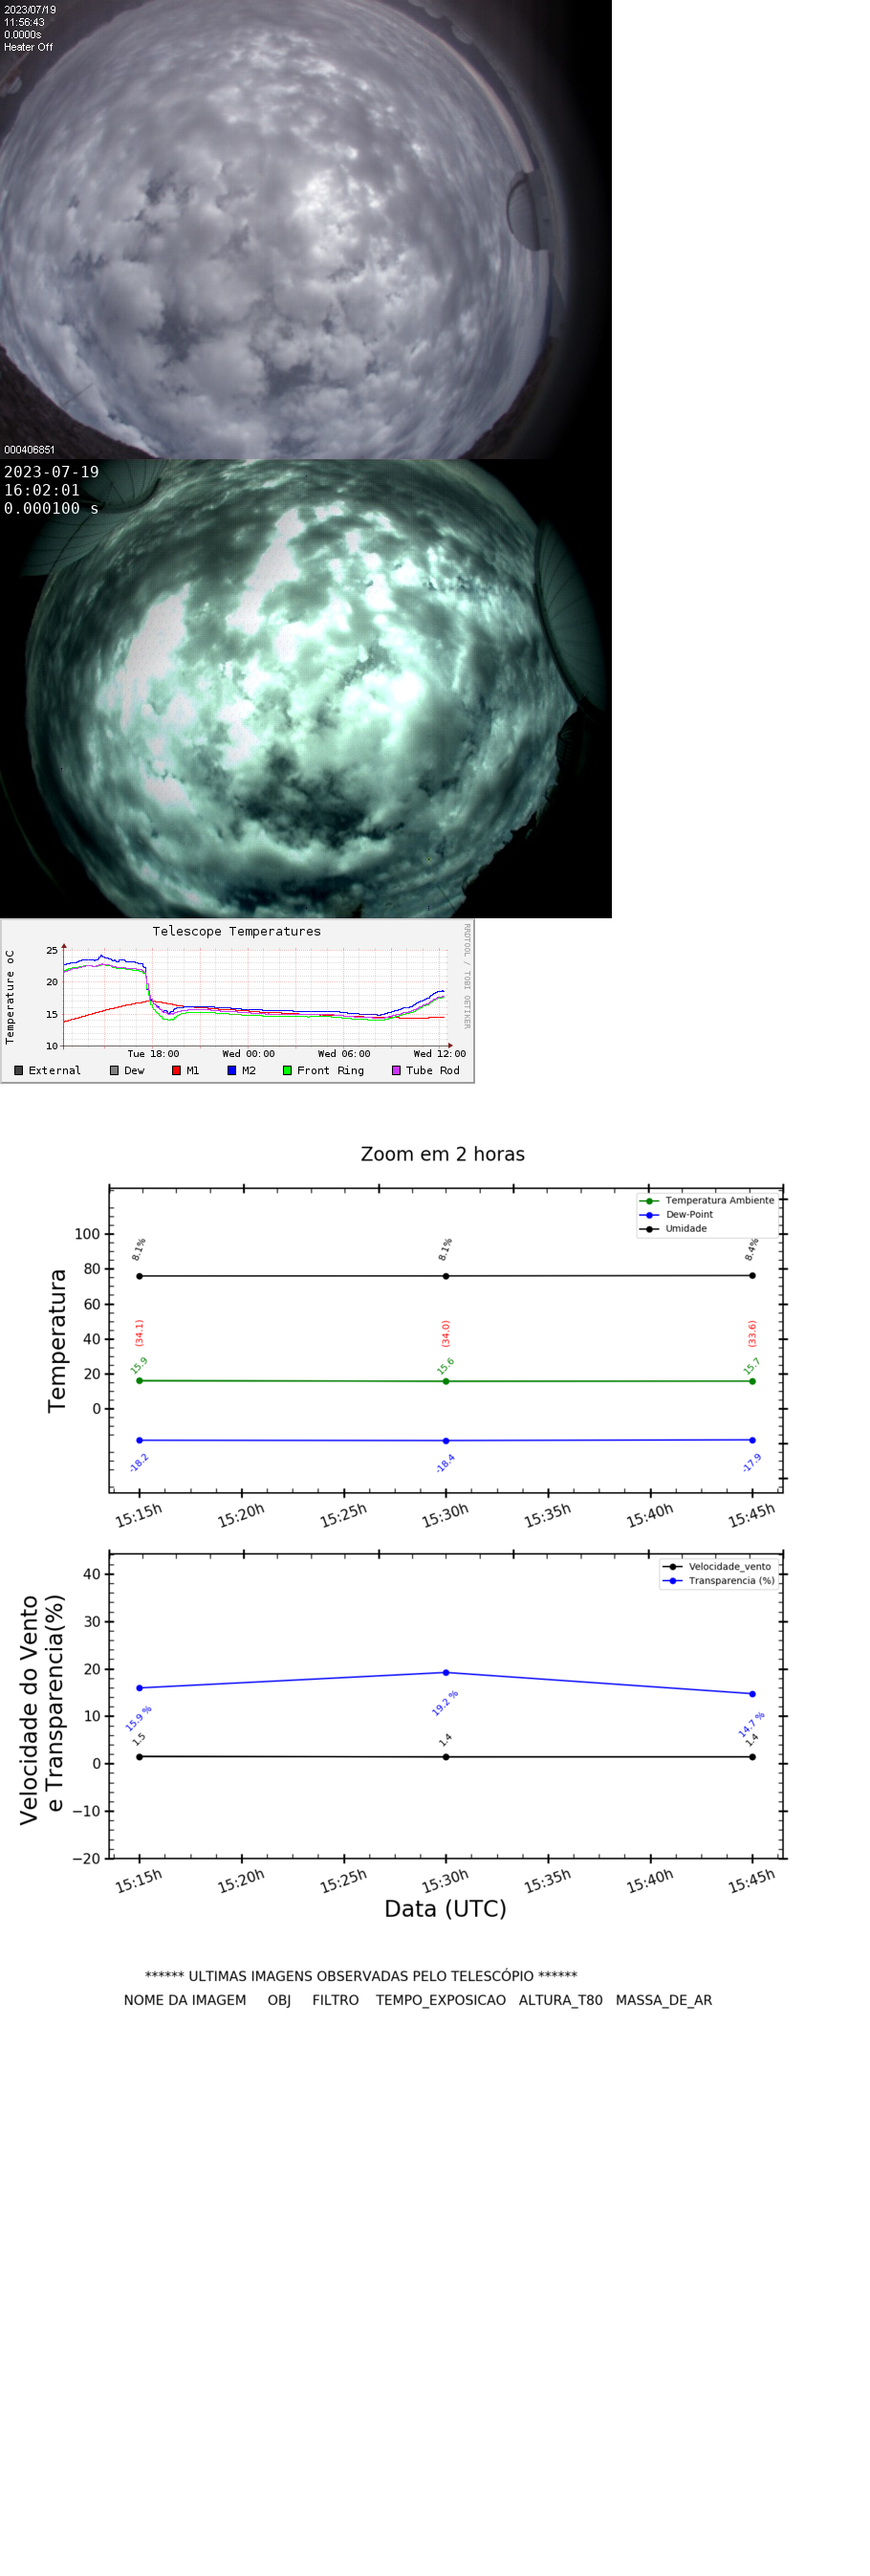 2023/07/19
11:56:43
0.0000s
Heater Off
000406851
2023-07-19
16:02:01
0.000100 s
Telescope Temperatures
RRDTOOL / TOBI OETIKER
Temperature oC
25
20
15
10
Tue 18:00 Wed 00:00 Wed 06:00 Wed 12:00
External Dew M1 M2 Front Ring Tube Rod
Zoom em 2 horas
Temperatura
100
80
60
40
20
0
Temperatura Ambiente
Dew-Point
Umidade
8.1% 8.1% 8.4%
(34.1) (34.0) (33.6)
15.9 15.6 15.7
-18.2 -18.4 -17.9
15:15h 15:20h 15:25h 15:30h 15:35h 15:40h 15:45h
Velocidade do Vento
e Transparencia(%)
40
30
20
10
0
−10
−20
Velocidade_vento
Transparencia (%)
15.9 % 19.2 % 14.7 %
1.5 1.4 1.4
15:15h 15:20h 15:25h 15:30h 15:35h 15:40h 15:45h
Data (UTC)
****** ULTIMAS IMAGENS OBSERVADAS PELO TELESCÓPIO ******
NOME DA IMAGEM OBJ FILTRO TEMPO_EXPOSICAO ALTURA_T80 MASSA_DE_AR